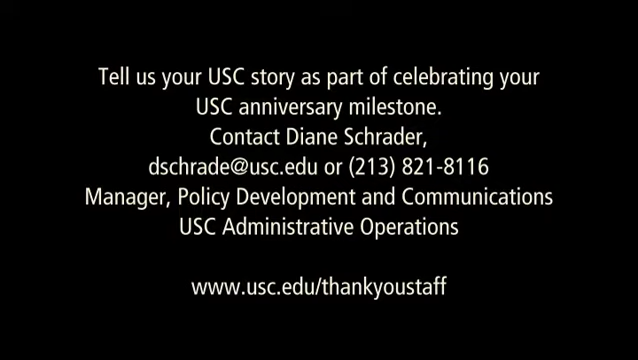 Tell us your USC story as part of celebrating your
USC anniversary milestone.
Contact Diane Schrader,
dschrade@usc.edu or (213) 821-8116
Manager, Policy Development and Communications
USC Administrative Operations
www.usc.edu/thankyoustaff